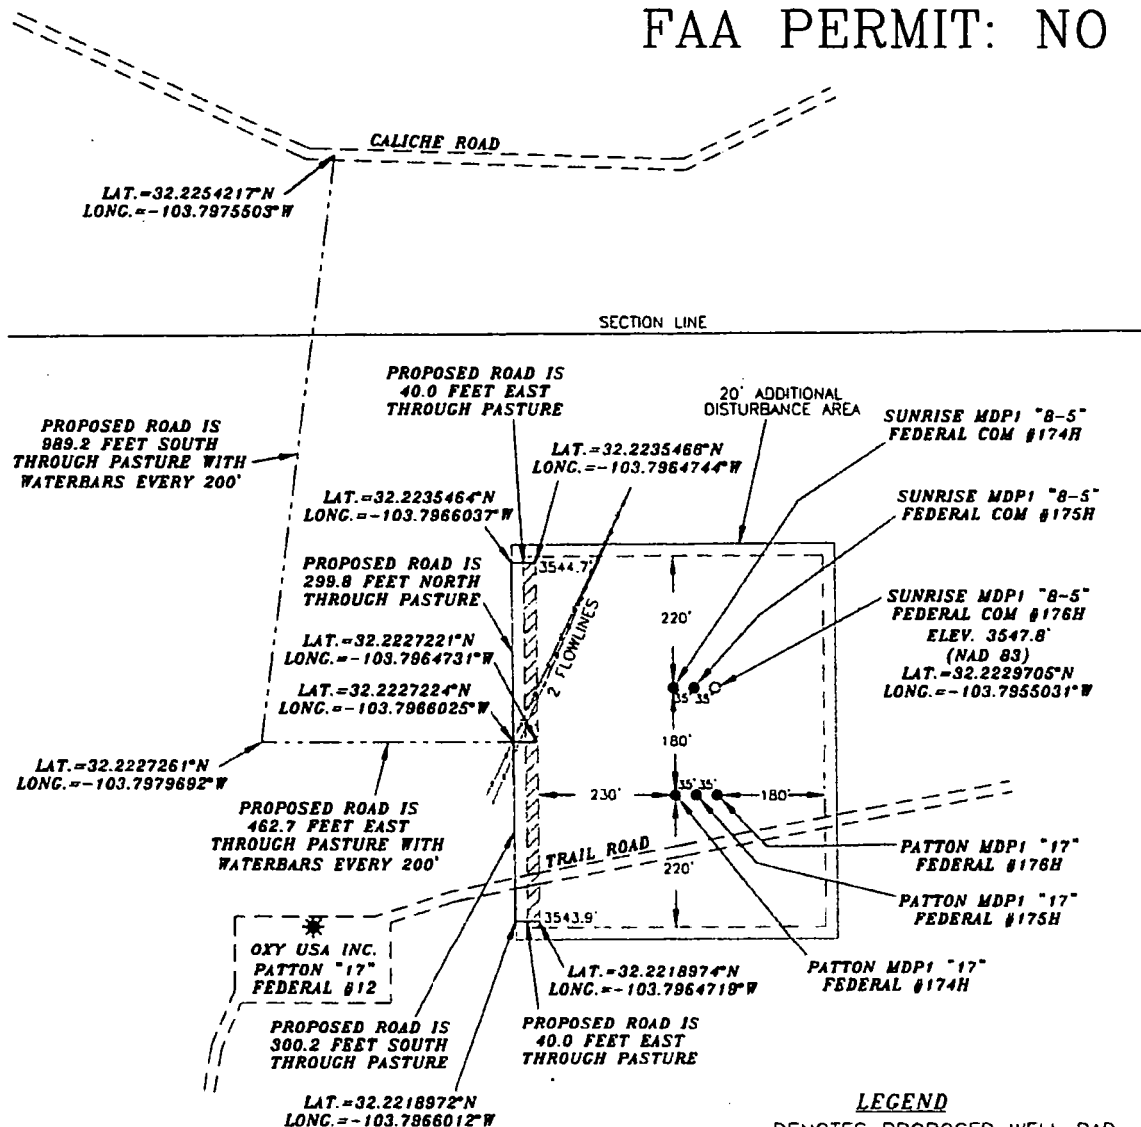 FAA PERMIT: NO
CALICHE ROAD
LAT.=32.2254217°N
LONG.=-103.7975503°W
SECTION LINE
PROPOSED ROAD IS
40.0 FEET EAST
THROUGH PASTURE
20' ADDITIONAL
DISTURBANCE AREA
SUNRISE MDP1 "8-5"
FEDERAL COM #174H
PROPOSED ROAD IS
989.2 FEET SOUTH
THROUGH PASTURE WITH
WATERBARS EVERY 200'
LAT.=32.2235466°N
LONG.=-103.7964744°W
LAT.=32.2235464°N
LONG.=-103.7966037°W
SUNRISE MDP1 "8-5"
FEDERAL COM #175H
3544.7'
PROPOSED ROAD IS
299.8 FEET NORTH
THROUGH PASTURE
220'
2 FLOWLINES
SUNRISE MDP1 "8-5"
FEDERAL COM #176H
ELEV. 3547.8'
(NAD 83)
LAT.=32.2229705°N
LONG.=-103.7955031°W
LAT.=32.2227221°N
LONG.=-103.7964731°W
LAT.=32.2227224°N
LONG.=-103.7966025°W
35' 35'
180'
LAT.=32.2227261°N
LONG.=-103.7979692°W
35' 35'
230'
180'
PROPOSED ROAD IS
462.7 FEET EAST
THROUGH PASTURE WITH
WATERBARS EVERY 200'
TRAIL ROAD
220'
PATTON MDP1 "17"
FEDERAL #176H
PATTON MDP1 "17"
FEDERAL #175H
3543.9'
OXY USA INC.
PATTON "17"
FEDERAL #12
LAT.=32.2218974°N
LONG.=-103.7964719°W
PATTON MDP1 "17"
FEDERAL #174H
PROPOSED ROAD IS
300.2 FEET SOUTH
THROUGH PASTURE
PROPOSED ROAD IS
40.0 FEET EAST
THROUGH PASTURE
LAT.=32.2218972°N
LONG.=-103.7966012°W
LEGEND
DENOTES PROPOSED WELL PAD